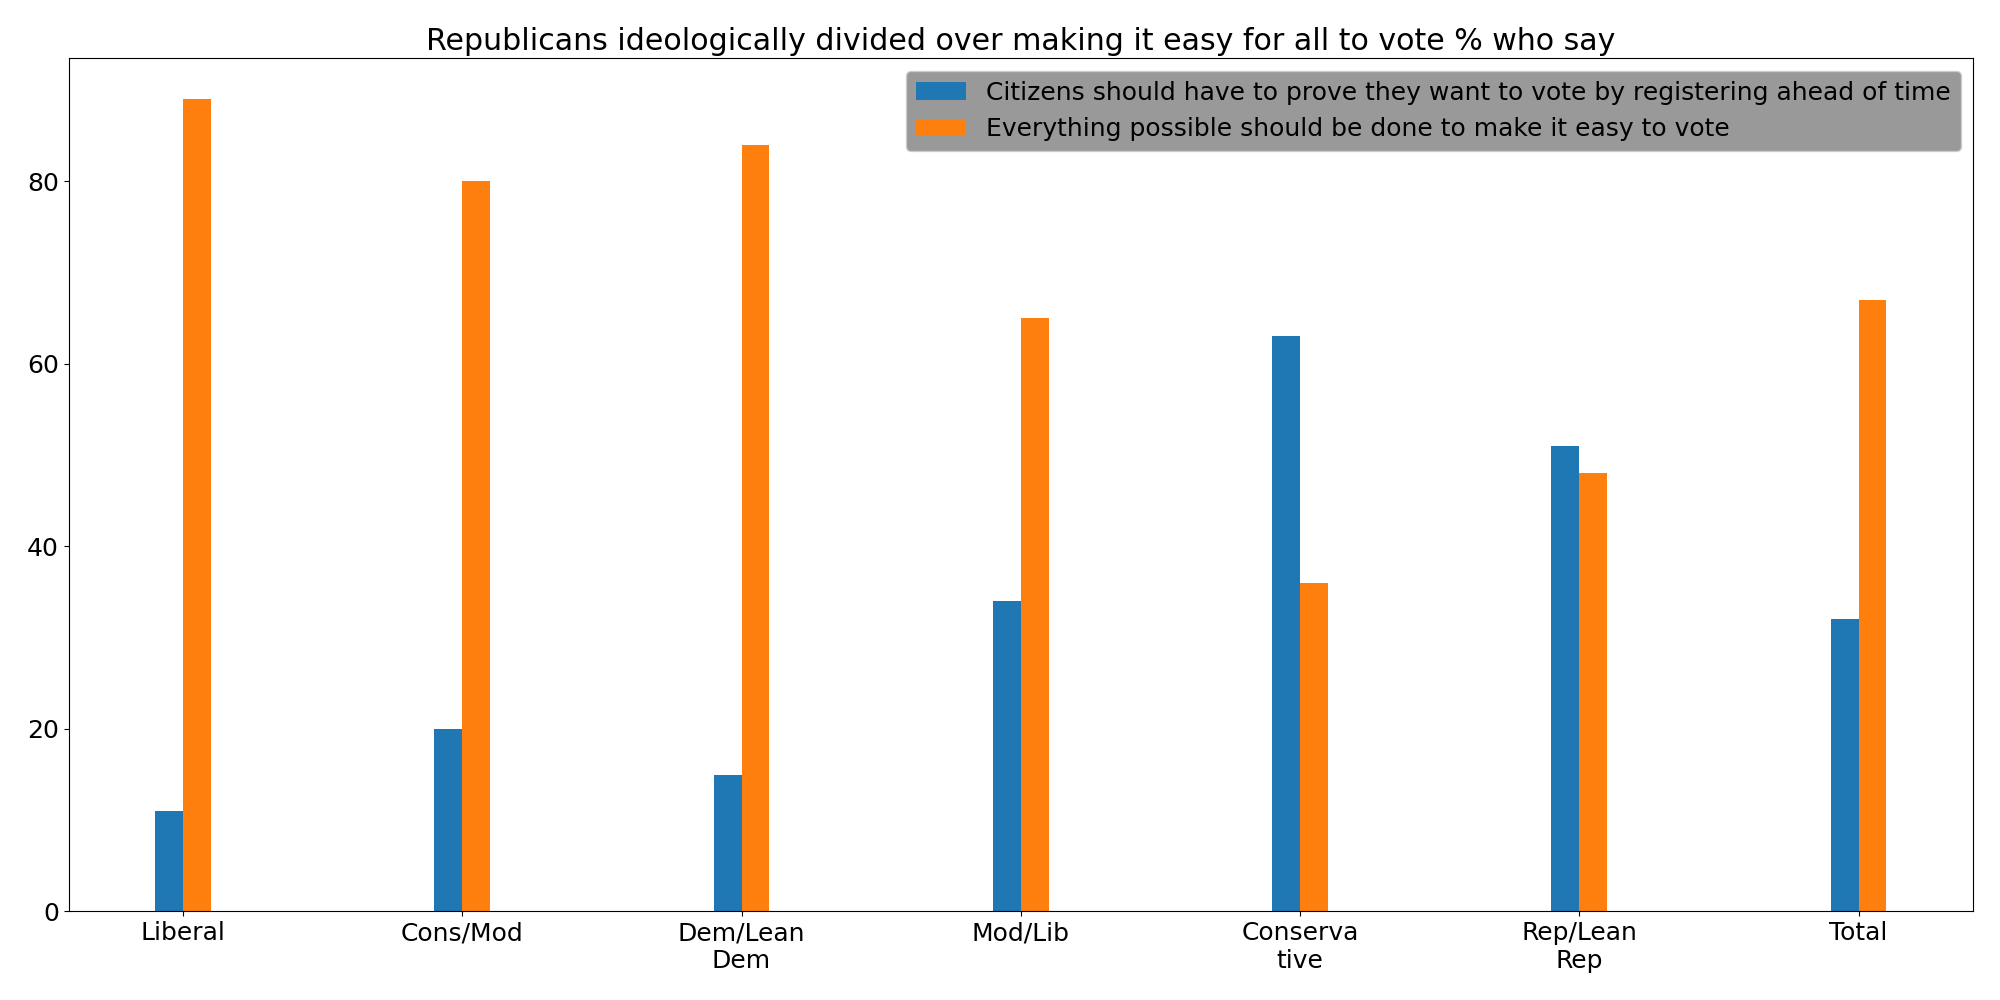 Republicans ideologically divided over making it easy for all to vote % who say
Citizens should have to prove they want to vote by registering ahead of time
Everything possible should be done to make it easy to vote
80
60
40
20
0
Liberal
Cons/Mod
Dem/Lean
Dem
Mod/Lib
Conserva
tive
Rep/Lean
Rep
Total